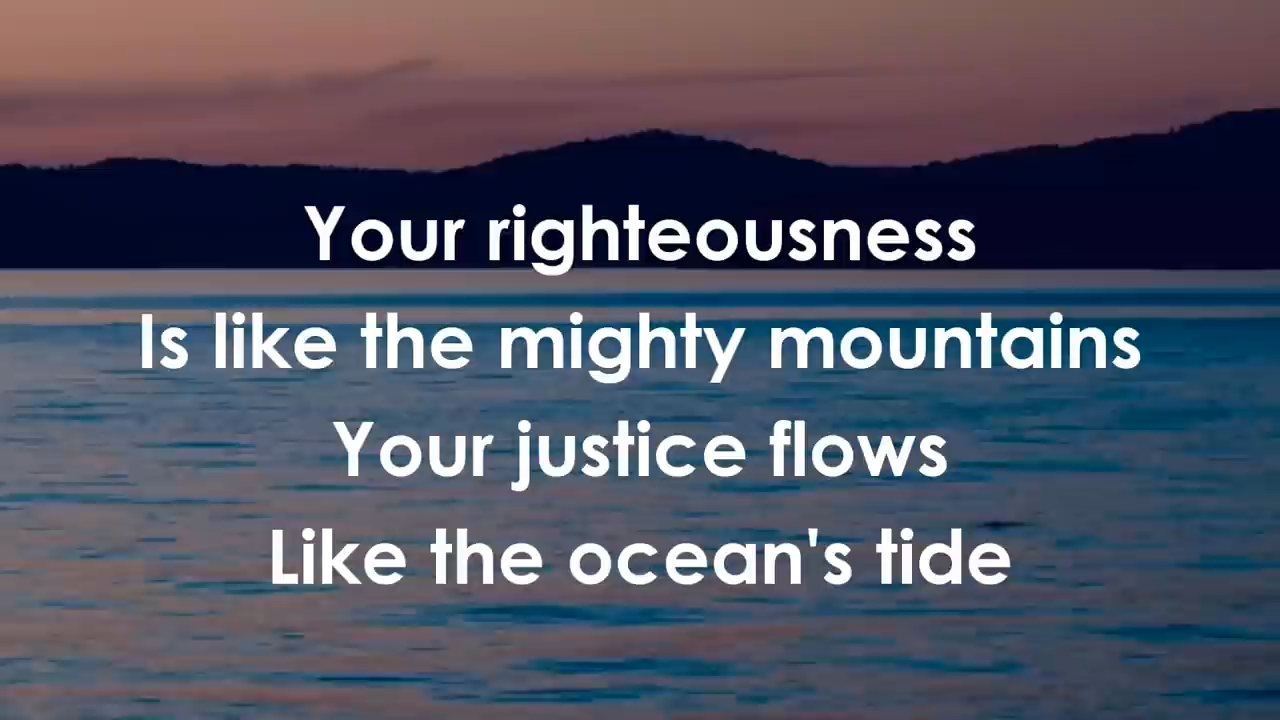 Your righteousness
Is like the mighty mountains
Your justice flows
Like the ocean's tide